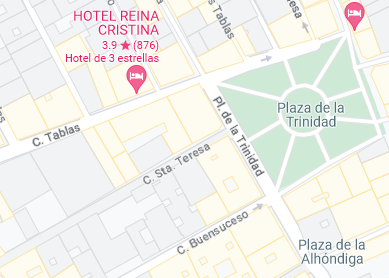 HOTEL REINA
CRISTINA
3.9 ★ (876)
Hotel de 3 estrellas
Tablas
C. Tablas
Pl. de la Trinidad
Plaza de la
Trinidad
C. Sta. Teresa
C. Buensuceso
Plaza de la
Alhóndiga